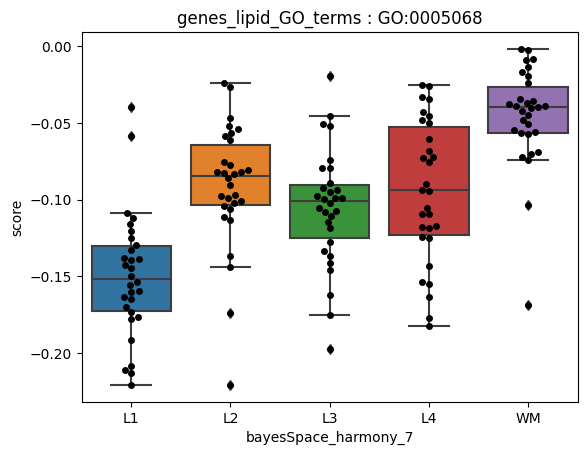 genes_lipid_GO_terms : GO:0005068
0.00
−0.05
−0.10
−0.15
−0.20
score
L1 L2 L3 L4 WM
bayesSpace_harmony_7